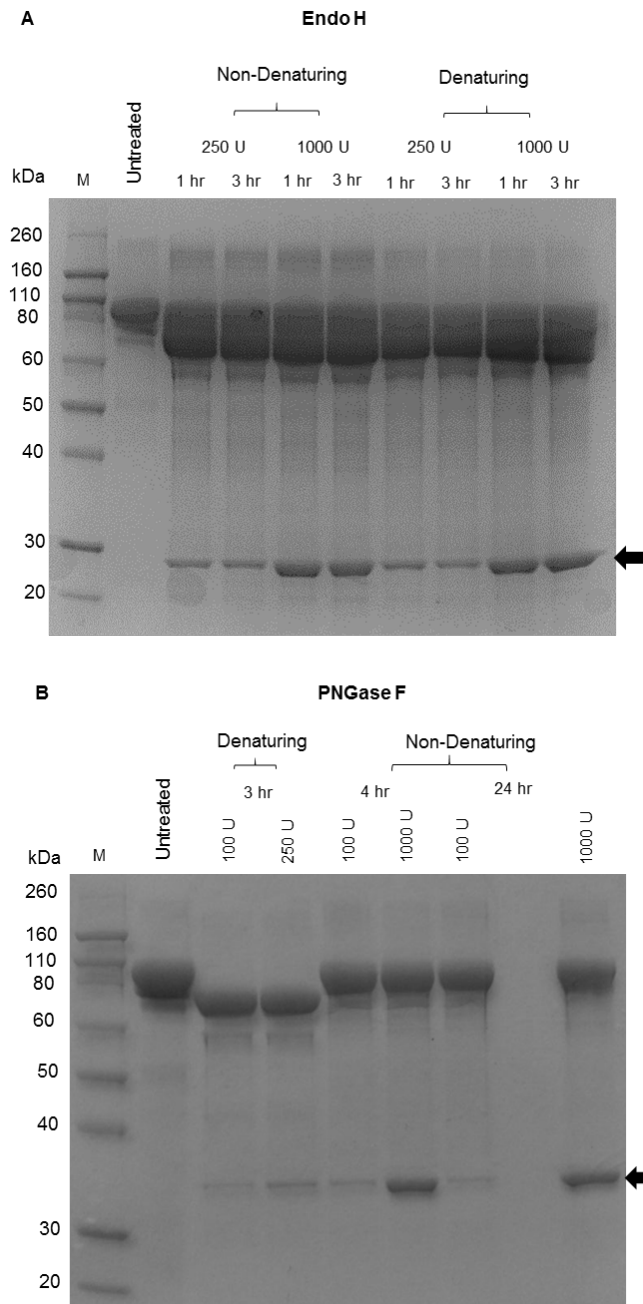 A
Endo H
Non-Denaturing Denaturing
250 U 1000 U 250 U 1000 U
kDa M Untreated 1 hr 3 hr 1 hr 3 hr 1 hr 3 hr 1 hr 3 hr
260
160
110
80
60
50
40
30
20
B
PNGase F
Denaturing Non-Denaturing
3 hr 4 hr 24 hr
kDa M Untreated 100 U 250 U 100 U 1000 U 100 U 1000 U
260
160
110
80
60
50
40
30
20